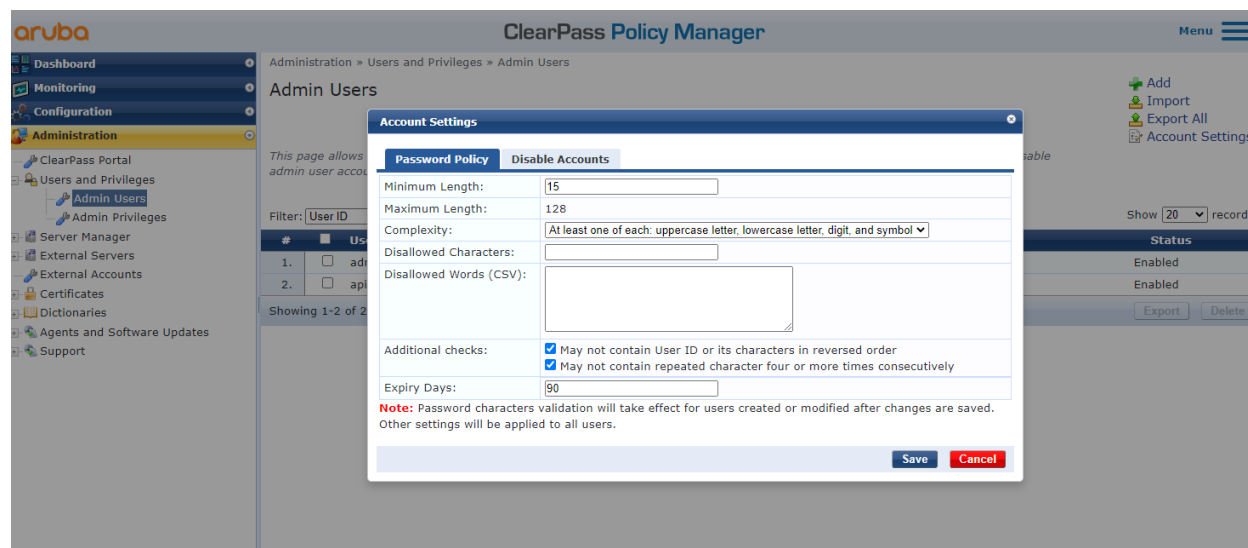 aruba
ClearPass Policy Manager
Menu
Dashboard
Monitoring
Configuration
Administration
ClearPass Portal
Users and Privileges
Admin Users
Admin Privileges
Server Manager
External Servers
External Accounts
Certificates
Dictionaries
Agents and Software Updates
Support
Administration » Users and Privileges » Admin Users
Admin Users
Add
Import
Export All
Account Settings
This page allows
admin user accou
sable
Filter: User ID
Show 20 record
# Us Status
1. adr Enabled
2. api Enabled
Showing 1-2 of 2
Export Delete
Account Settings
Password Policy Disable Accounts
Minimum Length: 15
Maximum Length: 128
Complexity: At least one of each: uppercase letter, lowercase letter, digit, and symbol
Disallowed Characters:
Disallowed Words (CSV):
Additional checks: May not contain User ID or its characters in reversed order
May not contain repeated character four or more times consecutively
Expiry Days: 90
Note: Password characters validation will take effect for users created or modified after changes are saved.
Other settings will be applied to all users.
Save Cancel